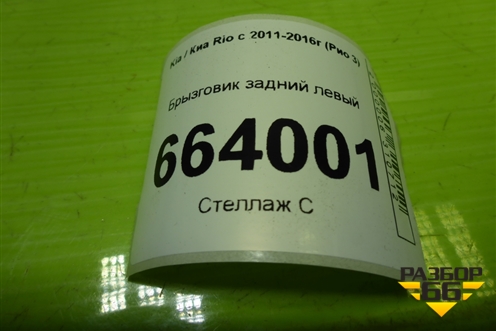 Kia / Киа Rio с 2011-2016г (Рио 3)
Брызговик задний левый
664001
Стеллаж С
РАЗБОР
66